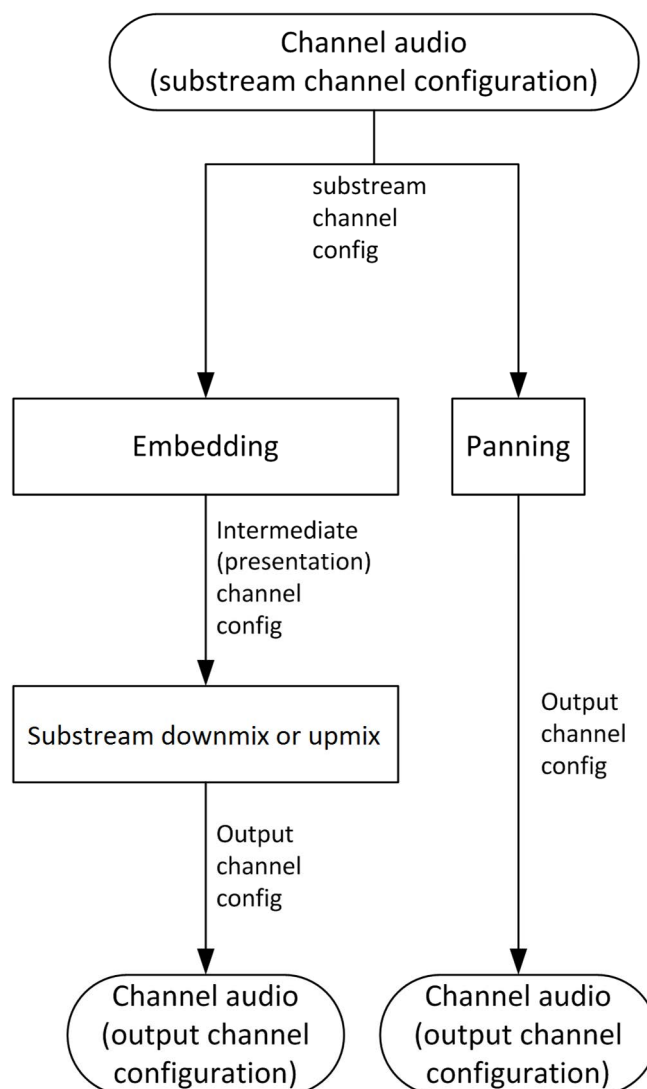 Channel audio
(substream channel configuration)
substream
channel
config
Embedding
Panning
Intermediate
(presentation)
channel
config
Substream downmix or upmix
Output
channel
config
Output
channel
config
Channel audio
(output channel
configuration)
Channel audio
(output channel
configuration)